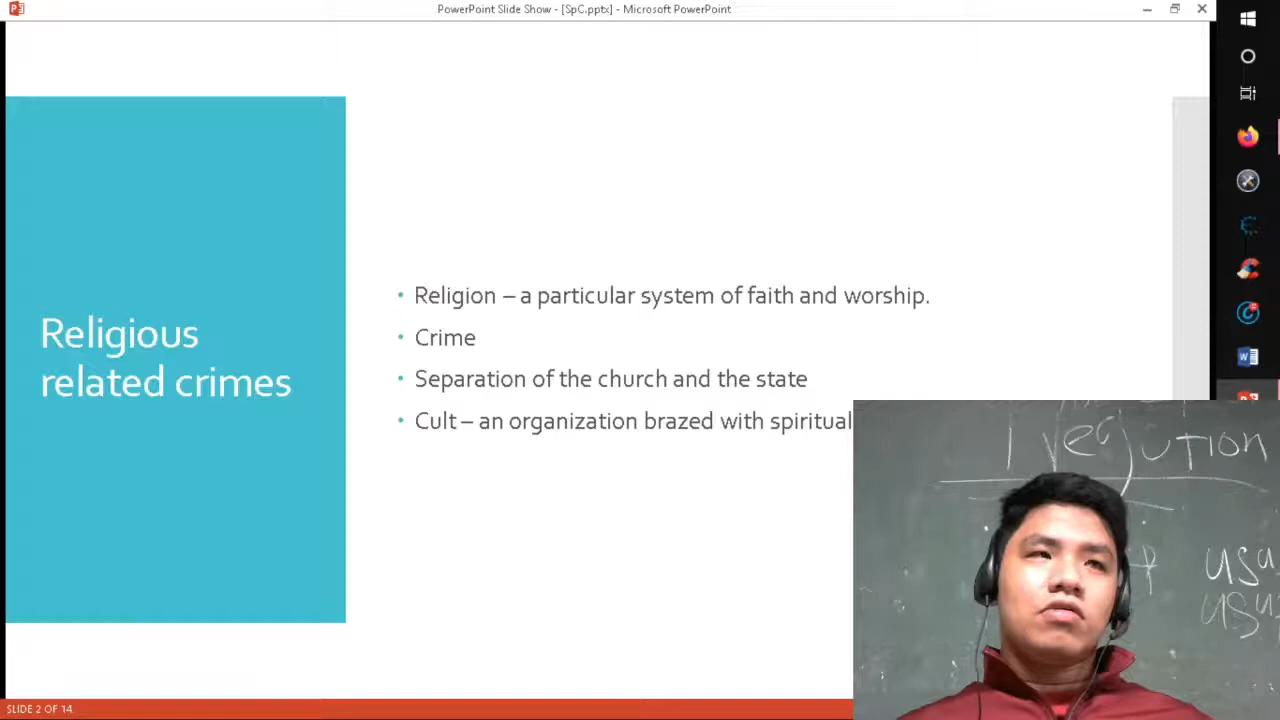 PowerPoint Slide Show - [SpC.pptx] - Microsoft PowerPoint
Religious
related crimes
• Religion – a particular system of faith and worship.
• Crime
• Separation of the church and the state
• Cult – an organization brazed with spiritual
SLIDE 2 OF 14